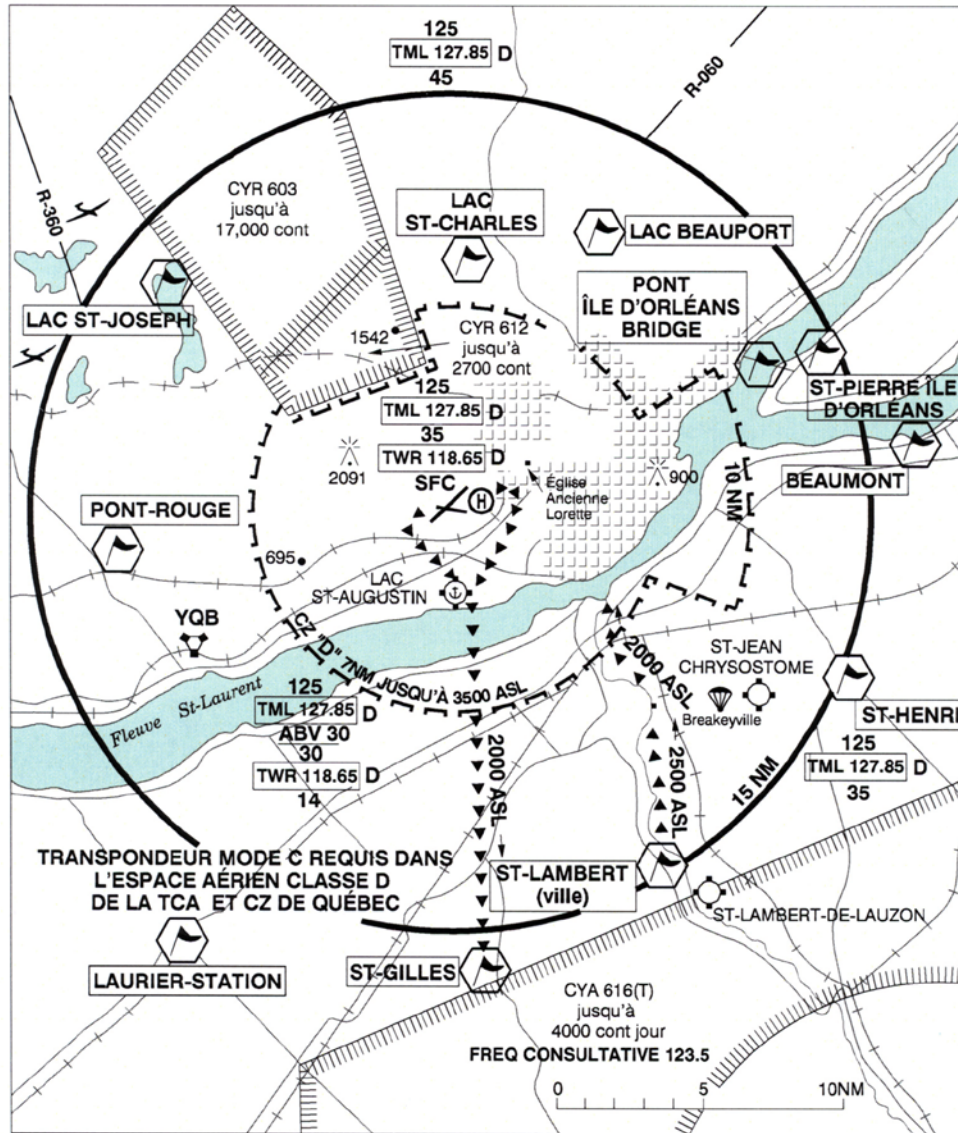 125
TML 127.85 D
45
R-060
R-360
CYR 603
jusqu'à
17,000 cont
LAC
ST-CHARLES
LAC BEAUPORT
PONT
ÎLE D'ORLÉANS
BRIDGE
LAC ST-JOSEPH
1542
CYR 612
jusqu'à
2700 cont
ST-PIERRE ÎLE
D'ORLÉANS
125
TML 127.85 D
35
TWR 118.65 D
SFC
H
2091
900
Église
Ancienne
Lorette
10 NM
BEAUMONT
PONT-ROUGE
695
LAC
ST-AUGUSTIN
YQB
CZ "D" 7NM JUSQU'À 3500 ASL
Fleuve St-Laurent
2000 ASL
ST-JEAN
CHRYSOSTOME
Breakeyville
ST-HENRI
125
TML 127.85 D
ABV 30
30
TWR 118.65 D
14
2000 ASL
2500 ASL
15 NM
125
TML 127.85 D
35
TRANSPONDEUR MODE C REQUIS DANS
L'ESPACE AÉRIEN CLASSE D
DE LA TCA ET CZ DE QUÉBEC
ST-LAMBERT
(ville)
ST-LAMBERT-DE-LAUZON
LAURIER-STATION
ST-GILLES
CYA 616(T)
jusqu'à
4000 cont jour
FREQ CONSULTATIVE 123.5
0 5 10NM